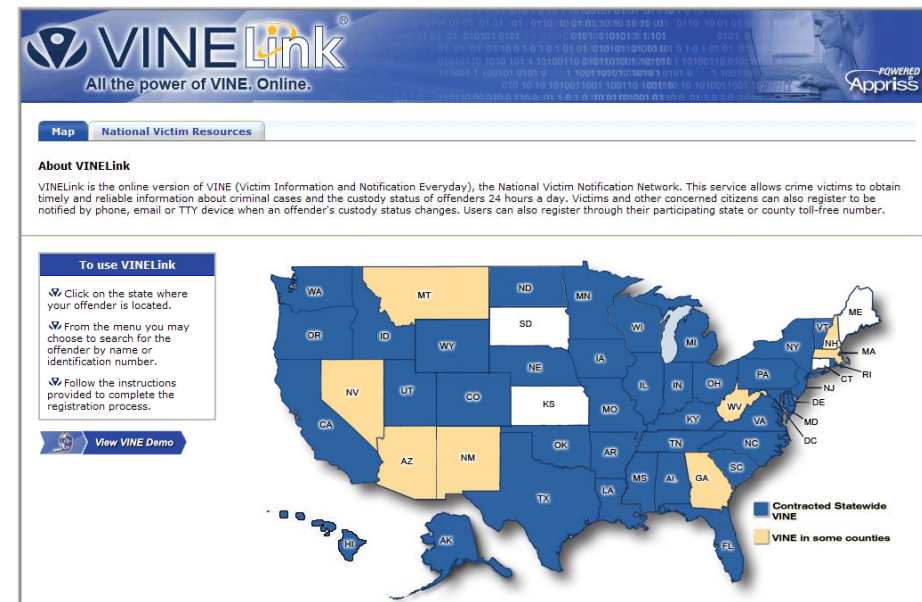 VINELink®
All the power of VINE. Online.
POWERED
Appriss
Map
National Victim Resources
About VINELink
VINELink is the online version of VINE (Victim Information and Notification Everyday), the National Victim Notification Network. This service allows crime victims to obtain
timely and reliable information about criminal cases and the custody status of offenders 24 hours a day. Victims and other concerned citizens can also register to be
notified by phone, email or TTY device when an offender's custody status changes. Users can also register through their participating state or county toll-free number.
To use VINELink
Click on the state where
your offender is located.
From the menu you may
choose to search for the
offender by name or
identification number.
Follow the instructions
provided to complete the
registration process.
View VINE Demo
WA
MT
ND
MN
ME
OR
ID
SD
WI
MI
VT
NH
NY
MA
WY
RI
CT
NE
IA
PA
NJ
NV
UT
CO
KS
IL
IN
OH
DE
MO
WV
VA
MD
CA
KY
DC
AZ
NM
OK
AR
TN
NC
SC
MS
AL
GA
TX
LA
FL
HI
AK
Contracted Statewide
VINE
VINE in some counties